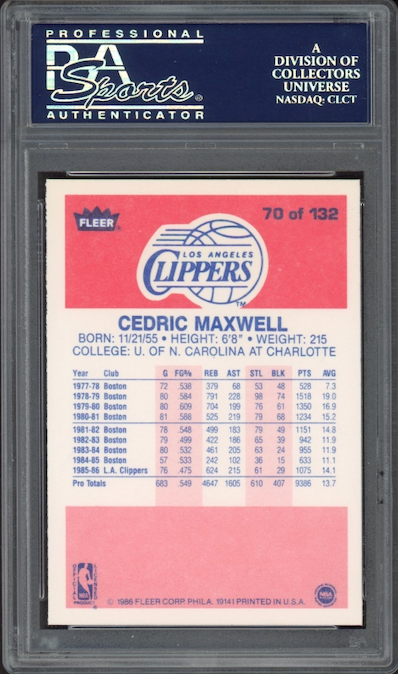 PROFESSIONAL
PSA
Sports®
AUTHENTICATOR
A
DIVISION OF
COLLECTORS
UNIVERSE
NASDAQ: CLCT
FLEER®
70 of 132
LOS ANGELES
CLIPPERS
TM
CEDRIC MAXWELL
BORN: 11/21/55 • HEIGHT: 6'8" • WEIGHT: 215
COLLEGE: U. OF N. CAROLINA AT CHARLOTTE
Year Club G FG% REB AST STL BLK PTS AVG
1977-78 Boston 72 .538 379 68 53 48 528 7.3
1978-79 Boston 80 .584 791 228 98 74 1518 19.0
1979-80 Boston 80 .609 704 199 76 61 1350 16.9
1980-81 Boston 81 .588 525 219 79 68 1234 15.2
1981-82 Boston 78 .548 499 183 79 49 1151 14.8
1982-83 Boston 79 .499 422 186 65 39 942 11.9
1983-84 Boston 80 .532 461 205 63 24 955 11.9
1984-85 Boston 57 .533 242 102 36 15 633 11.1
1985-86 L.A. Clippers 76 .475 624 215 61 29 1075 14.1
Pro Totals 683 .549 4647 1605 610 407 9386 13.7
OFFICIAL
NBA
PRODUCT
© 1986 FLEER CORP. PHILA. 19141 PRINTED IN U.S.A.
NBA